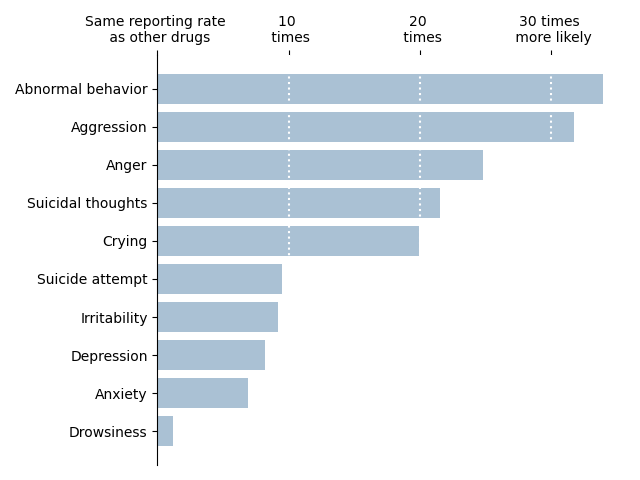 Same reporting rate
as other drugs
10
times
20
times
30 times
more likely
Abnormal behavior
Aggression
Anger
Suicidal thoughts
Crying
Suicide attempt
Irritability
Depression
Anxiety
Drowsiness